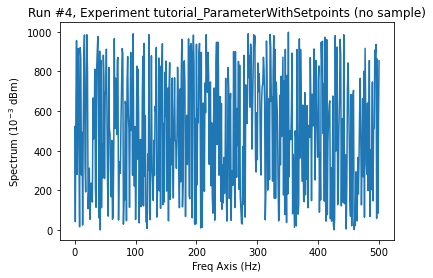 Run #4, Experiment tutorial_ParameterWithSetpoints (no sample)
1000
800
600
400
200
0
Spectrum (10⁻³ dBm)
0 100 200 300 400 500
Freq Axis (Hz)